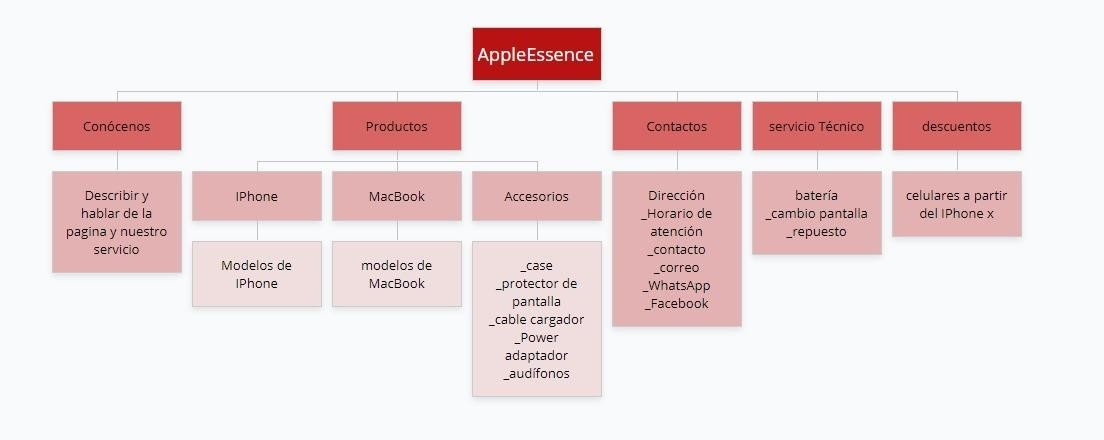 AppleEssence
Conócenos
Productos
Contactos
servicio Técnico
descuentos
Describir y
hablar de la
pagina y nuestro
servicio
IPhone
MacBook
Accesorios
Dirección
_Horario de
atención
_contacto
_correo
_WhatsApp
_Facebook
batería
_cambio pantalla
_repuesto
celulares a partir
del IPhone x
Modelos de
IPhone
modelos de
MacBook
_case
_protector de
pantalla
_cable cargador
_Power
adaptador
_audífonos